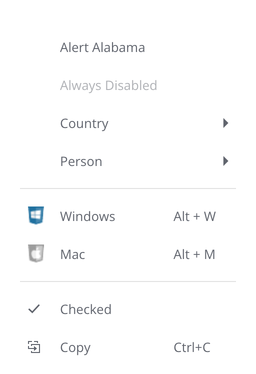 Alert Alabama
Always Disabled
Country
Person
Windows Alt + W
Mac Alt + M
Checked
Copy Ctrl+C